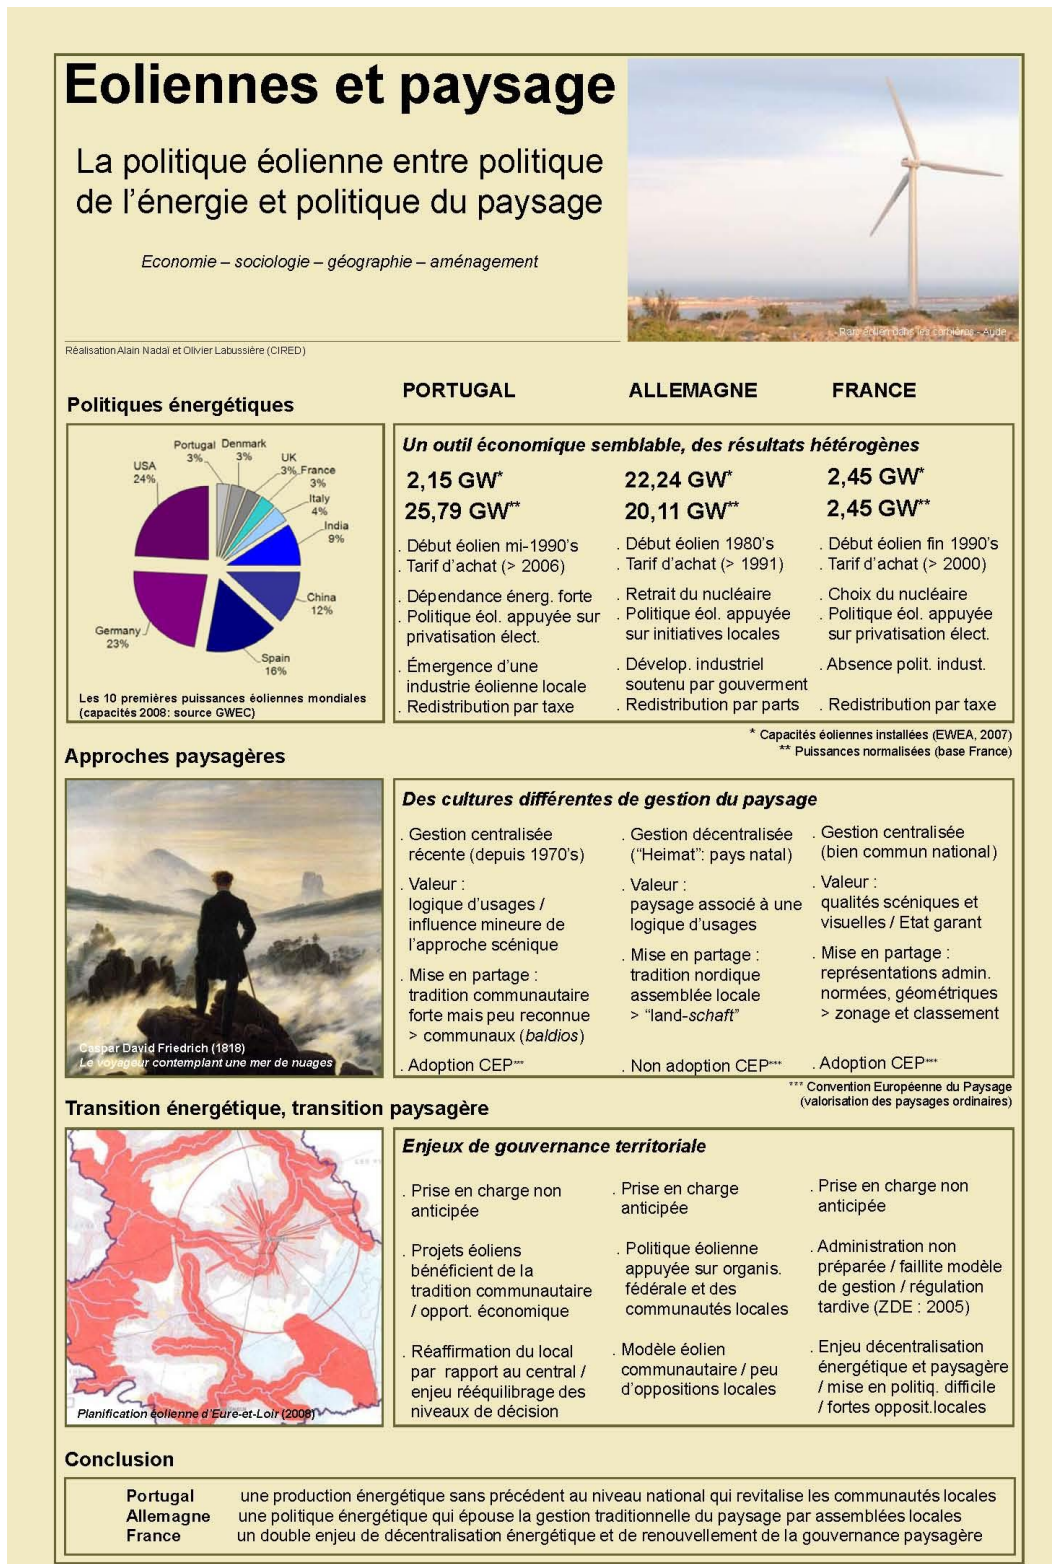 Eoliennes et paysage
La politique éolienne entre politique
de l'énergie et politique du paysage
Economie – sociologie – géographie – aménagement
Parc éolien dans les corbières - Aude
Réalisation Alain Nadaï et Olivier Labussière (CIRED)
Politiques énergétiques
PORTUGAL
ALLEMAGNE
FRANCE
Portugal
3%
Denmark
3%
UK
3%
France
3%
Italy
4%
India
9%
China
12%
Spain
16%
Germany
23%
USA
24%
Les 10 premières puissances éoliennes mondiales
(capacités 2008: source GWEC)
Un outil économique semblable, des résultats hétérogènes
2,15 GW*
25,79 GW**
. Début éolien mi-1990's
. Tarif d'achat (> 2006)
. Dépendance énerg. forte
. Politique éol. appuyée sur
privatisation élect.
. Émergence d'une
industrie éolienne locale
. Redistribution par taxe
22,24 GW*
20,11 GW**
. Début éolien 1980's
. Tarif d'achat (> 1991)
. Retrait du nucléaire
. Politique éol. appuyée
sur initiatives locales
. Dévelop. industriel
soutenu par gouverment
. Redistribution par parts
2,45 GW*
2,45 GW**
. Début éolien fin 1990's
. Tarif d'achat (> 2000)
. Choix du nucléaire
. Politique éol. appuyée
sur privatisation élect.
. Absence polit. indust.
. Redistribution par taxe
* Capacités éoliennes installées (EWEA, 2007)
** Puissances normalisées (base France)
Approches paysagères
Caspar David Friedrich (1818)
Le voyageur contemplant une mer de nuages
Des cultures différentes de gestion du paysage
. Gestion centralisée
récente (depuis 1970's)
. Valeur :
logique d'usages /
influence mineure de
l'approche scénique
. Mise en partage :
tradition communautaire
forte mais peu reconnue
> communaux (baldios)
. Adoption CEP***
. Gestion décentralisée
("Heimat": pays natal)
. Valeur :
paysage associé à une
logique d'usages
. Mise en partage :
tradition nordique
assemblée locale
> "land-schaft"
. Non adoption CEP***
. Gestion centralisée
(bien commun national)
. Valeur :
qualités scéniques et
visuelles / Etat garant
. Mise en partage :
représentations admin.
normées, géométriques
> zonage et classement
. Adoption CEP***
*** Convention Européenne du Paysage
(valorisation des paysages ordinaires)
Transition énergétique, transition paysagère
Planification éolienne d'Eure-et-Loir (2008)
Enjeux de gouvernance territoriale
. Prise en charge non
anticipée
. Projets éoliens
bénéficient de la
tradition communautaire
/ opport. économique
. Réaffirmation du local
par rapport au central /
enjeu rééquilibrage des
niveaux de décision
. Prise en charge
anticipée
. Politique éolienne
appuyée sur organis.
fédérale et des
communautés locales
. Modèle éolien
communautaire / peu
d'oppositions locales
. Prise en charge non
anticipée
. Administration non
préparée / faillite modèle
de gestion / régulation
tardive (ZDE : 2005)
. Enjeu décentralisation
énergétique et paysagère
/ mise en politiq. difficile
/ fortes opposit.locales
Conclusion
Portugal une production énergétique sans précédent au niveau national qui revitalise les communautés locales
Allemagne une politique énergétique qui épouse la gestion traditionnelle du paysage par assemblées locales
France un double enjeu de décentralisation énergétique et de renouvellement de la gouvernance paysagère